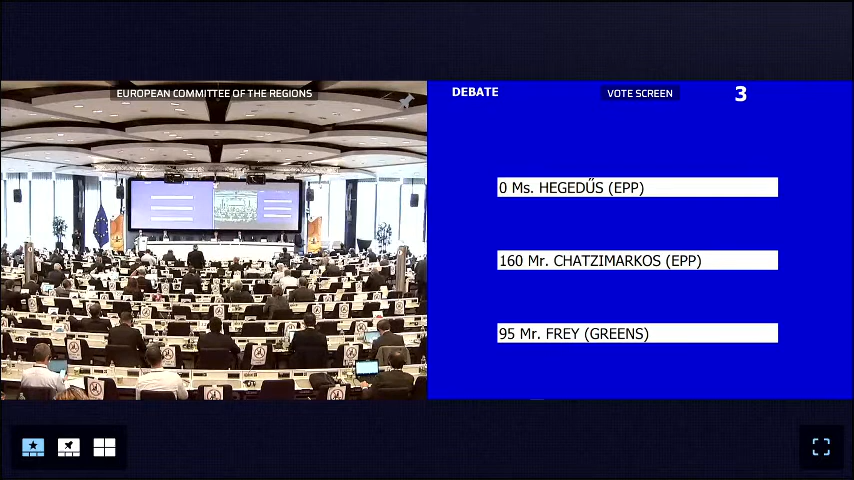 EUROPEAN COMMITTEE OF THE REGIONS
DEBATE
VOTE SCREEN
3
0 Ms. HEGEDŰS (EPP)
160 Mr. CHATZIMARKOS (EPP)
95 Mr. FREY (GREENS)